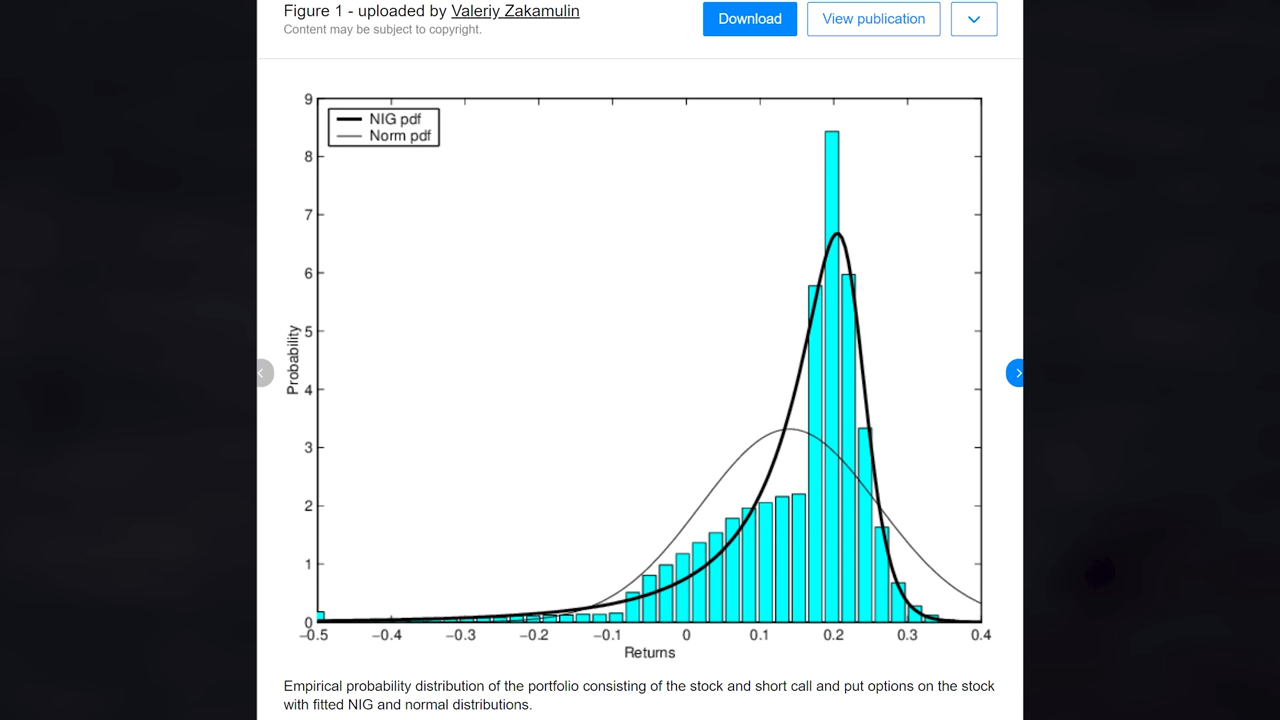 Figure 1 - uploaded by Valeriy Zakamulin
Content may be subject to copyright.
Download
View publication
NIG pdf
Norm pdf
9
8
7
6
5
4
3
2
1
0
Probability
−0.5 −0.4 −0.3 −0.2 −0.1 0 0.1 0.2 0.3 0.4
Returns
Empirical probability distribution of the portfolio consisting of the stock and short call and put options on the stock
with fitted NIG and normal distributions.